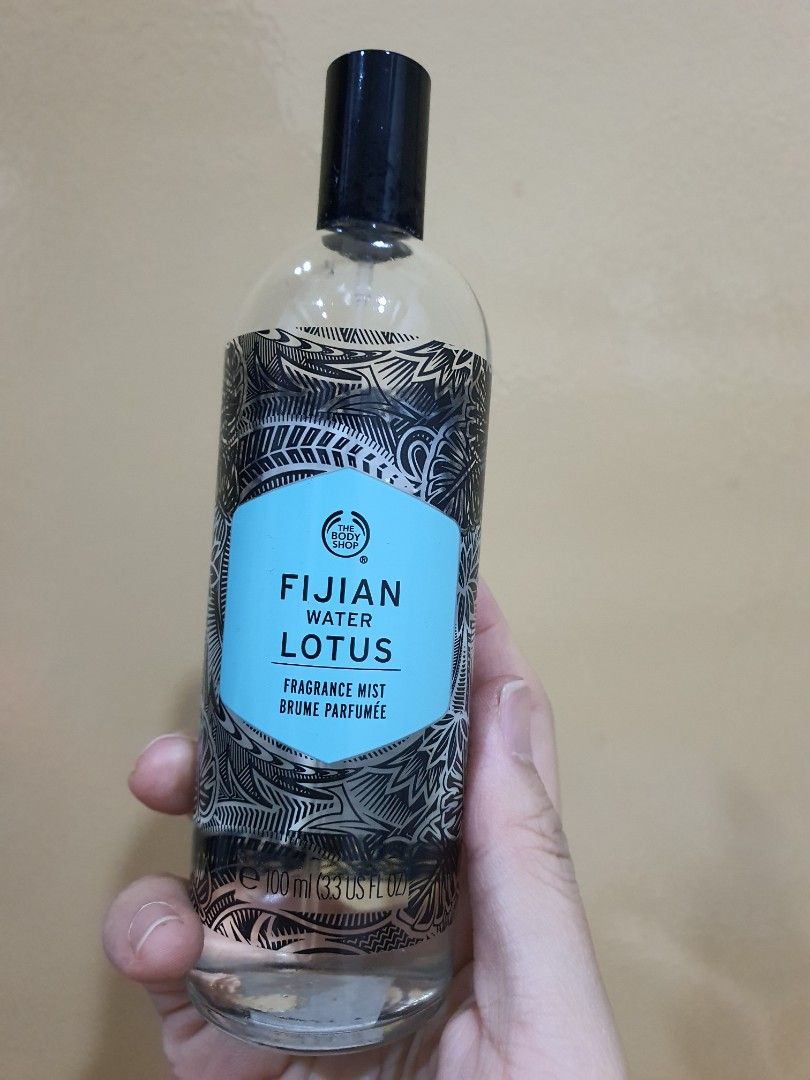 THE
BODY
SHOP
®
FIJIAN
WATER
LOTUS
FRAGRANCE MIST
BRUME PARFUMÉE
e 100 ml (3.3 US FL OZ)